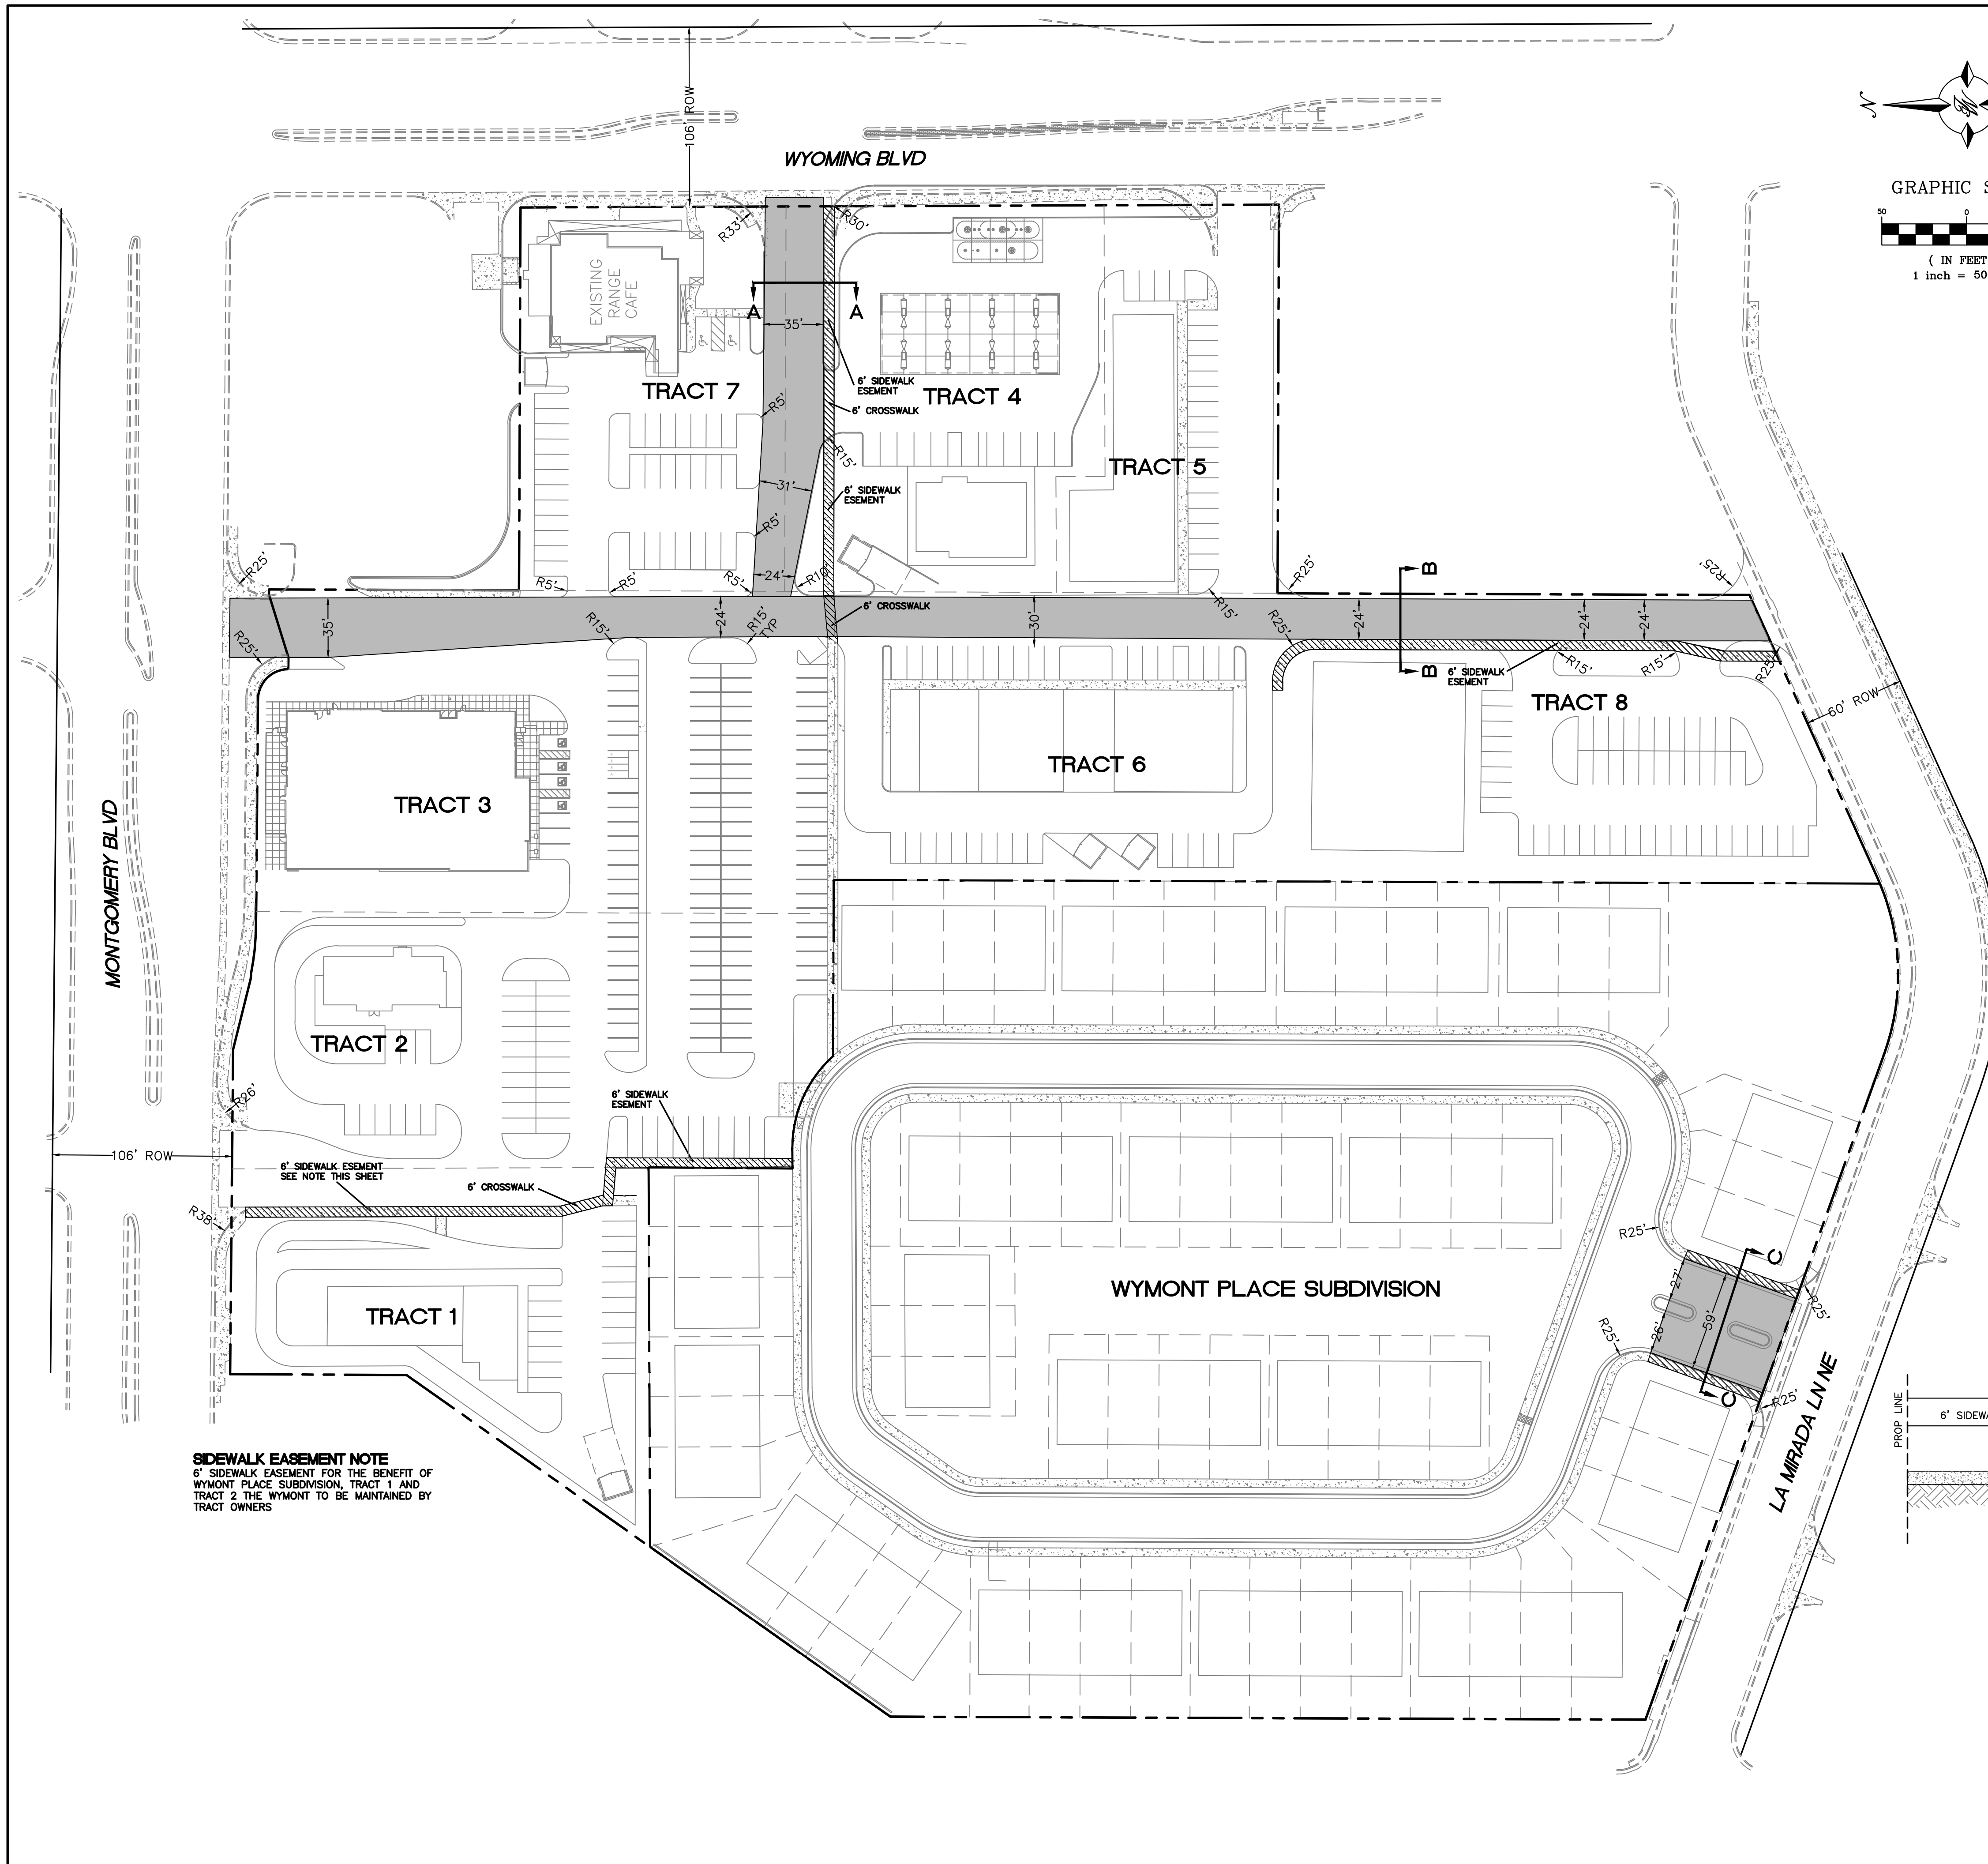 106' ROW
WYOMING BLVD
N
GRAPHIC S
50
0
( IN FEET
1 inch = 50
R33'
R30'
EXISTING
RANGE
CAFE
A
A
35'
6' SIDEWALK
ESEMENT
TRACT 7
TRACT 4
R5'
6' CROSSWALK
R15'
TRACT 5
31'
6' SIDEWALK
ESEMENT
R5'
R25'
R5'
R5'
R5'
24'
R10'
R25'
B
R25'
6' CROSSWALK
R15'
35'
R25'
R15'
24'
R15'
TYP
30'
R25'
24'
24'
24'
B
6' SIDEWALK
ESEMENT
R15'
R15'
R25'
60' ROW
TRACT 8
TRACT 6
TRACT 3
MONTGOMERY BLVD
TRACT 2
R26'
6' SIDEWALK
ESEMENT
106' ROW
6' SIDEWALK ESEMENT
SEE NOTE THIS SHEET
6' CROSSWALK
R38'
R25'
C
27'
WYMONT PLACE SUBDIVISION
TRACT 1
R25'
59'
26'
R25'
C
R25'
LA MIRADA LN NE
PROP LINE
6' SIDEWA
SIDEWALK EASEMENT NOTE
6' SIDEWALK EASEMENT FOR THE BENEFIT OF
WYMONT PLACE SUBDIVISION, TRACT 1 AND
TRACT 2 THE WYMONT TO BE MAINTAINED BY
TRACT OWNERS